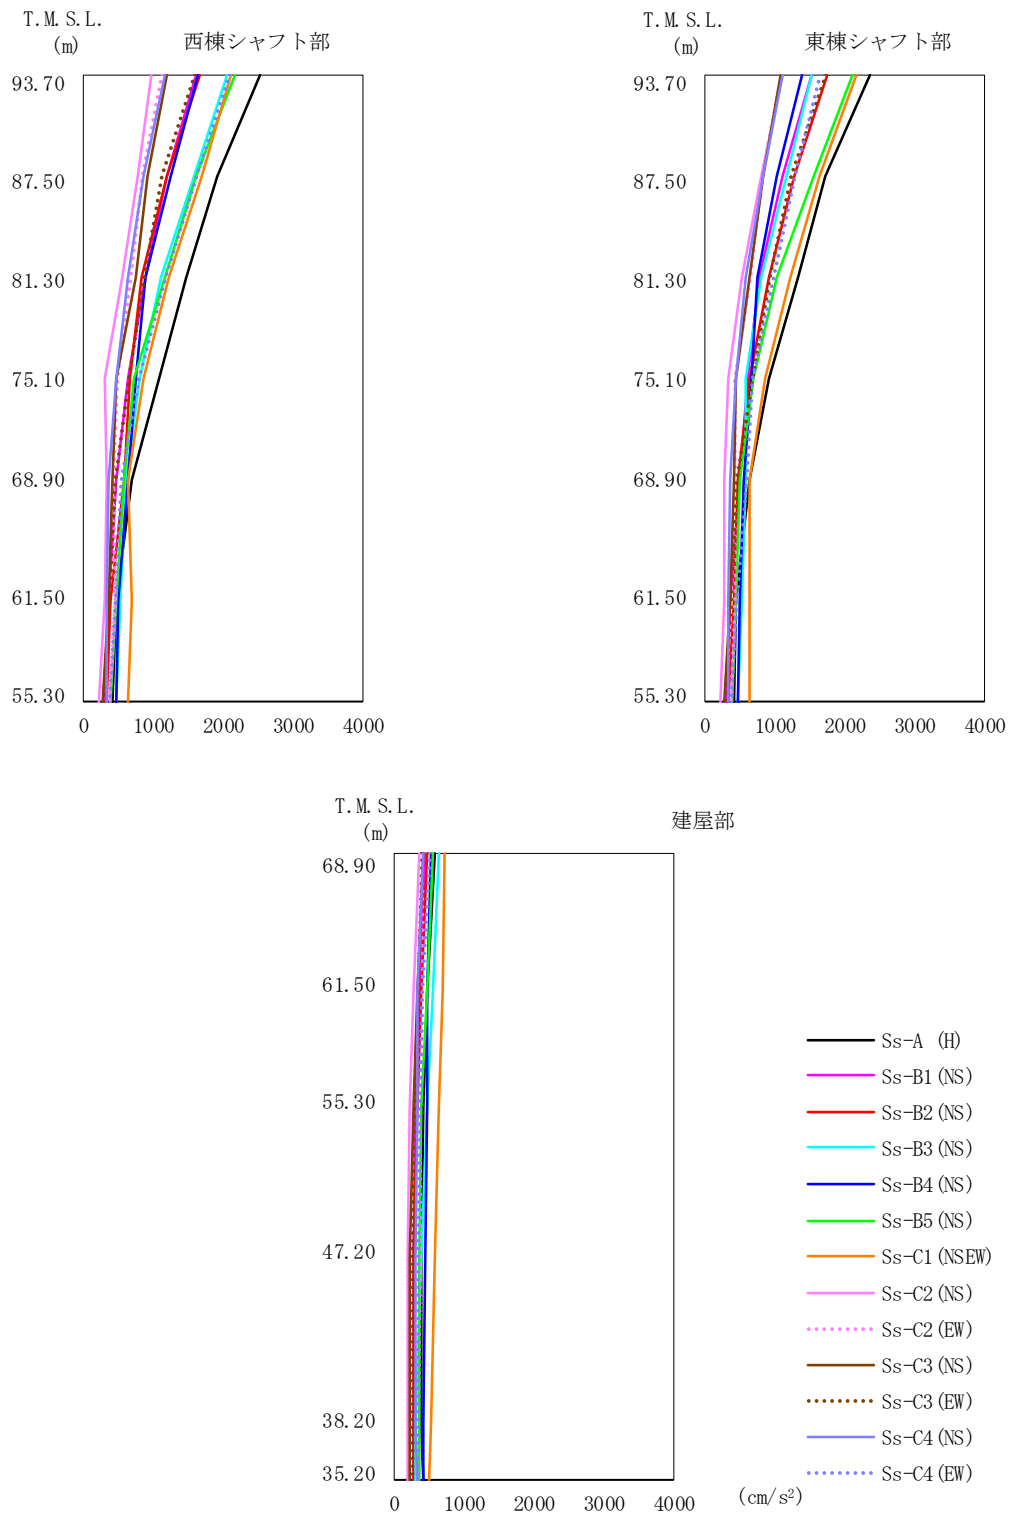 T.M.S.L.
(m)
西棟シャフト部
93.70
87.50
81.30
75.10
68.90
61.50
55.30
0 1000 2000 3000 4000
T.M.S.L.
(m)
東棟シャフト部
93.70
87.50
81.30
75.10
68.90
61.50
55.30
0 1000 2000 3000 4000
T.M.S.L.
(m)
建屋部
68.90
61.50
55.30
47.20
38.20
35.20
0 1000 2000 3000 4000
(cm/s²)
Ss-A (H)
Ss-B1(NS)
Ss-B2(NS)
Ss-B3(NS)
Ss-B4(NS)
Ss-B5(NS)
Ss-C1(NSEW)
Ss-C2(NS)
Ss-C2(EW)
Ss-C3(NS)
Ss-C3(EW)
Ss-C4(NS)
Ss-C4(EW)